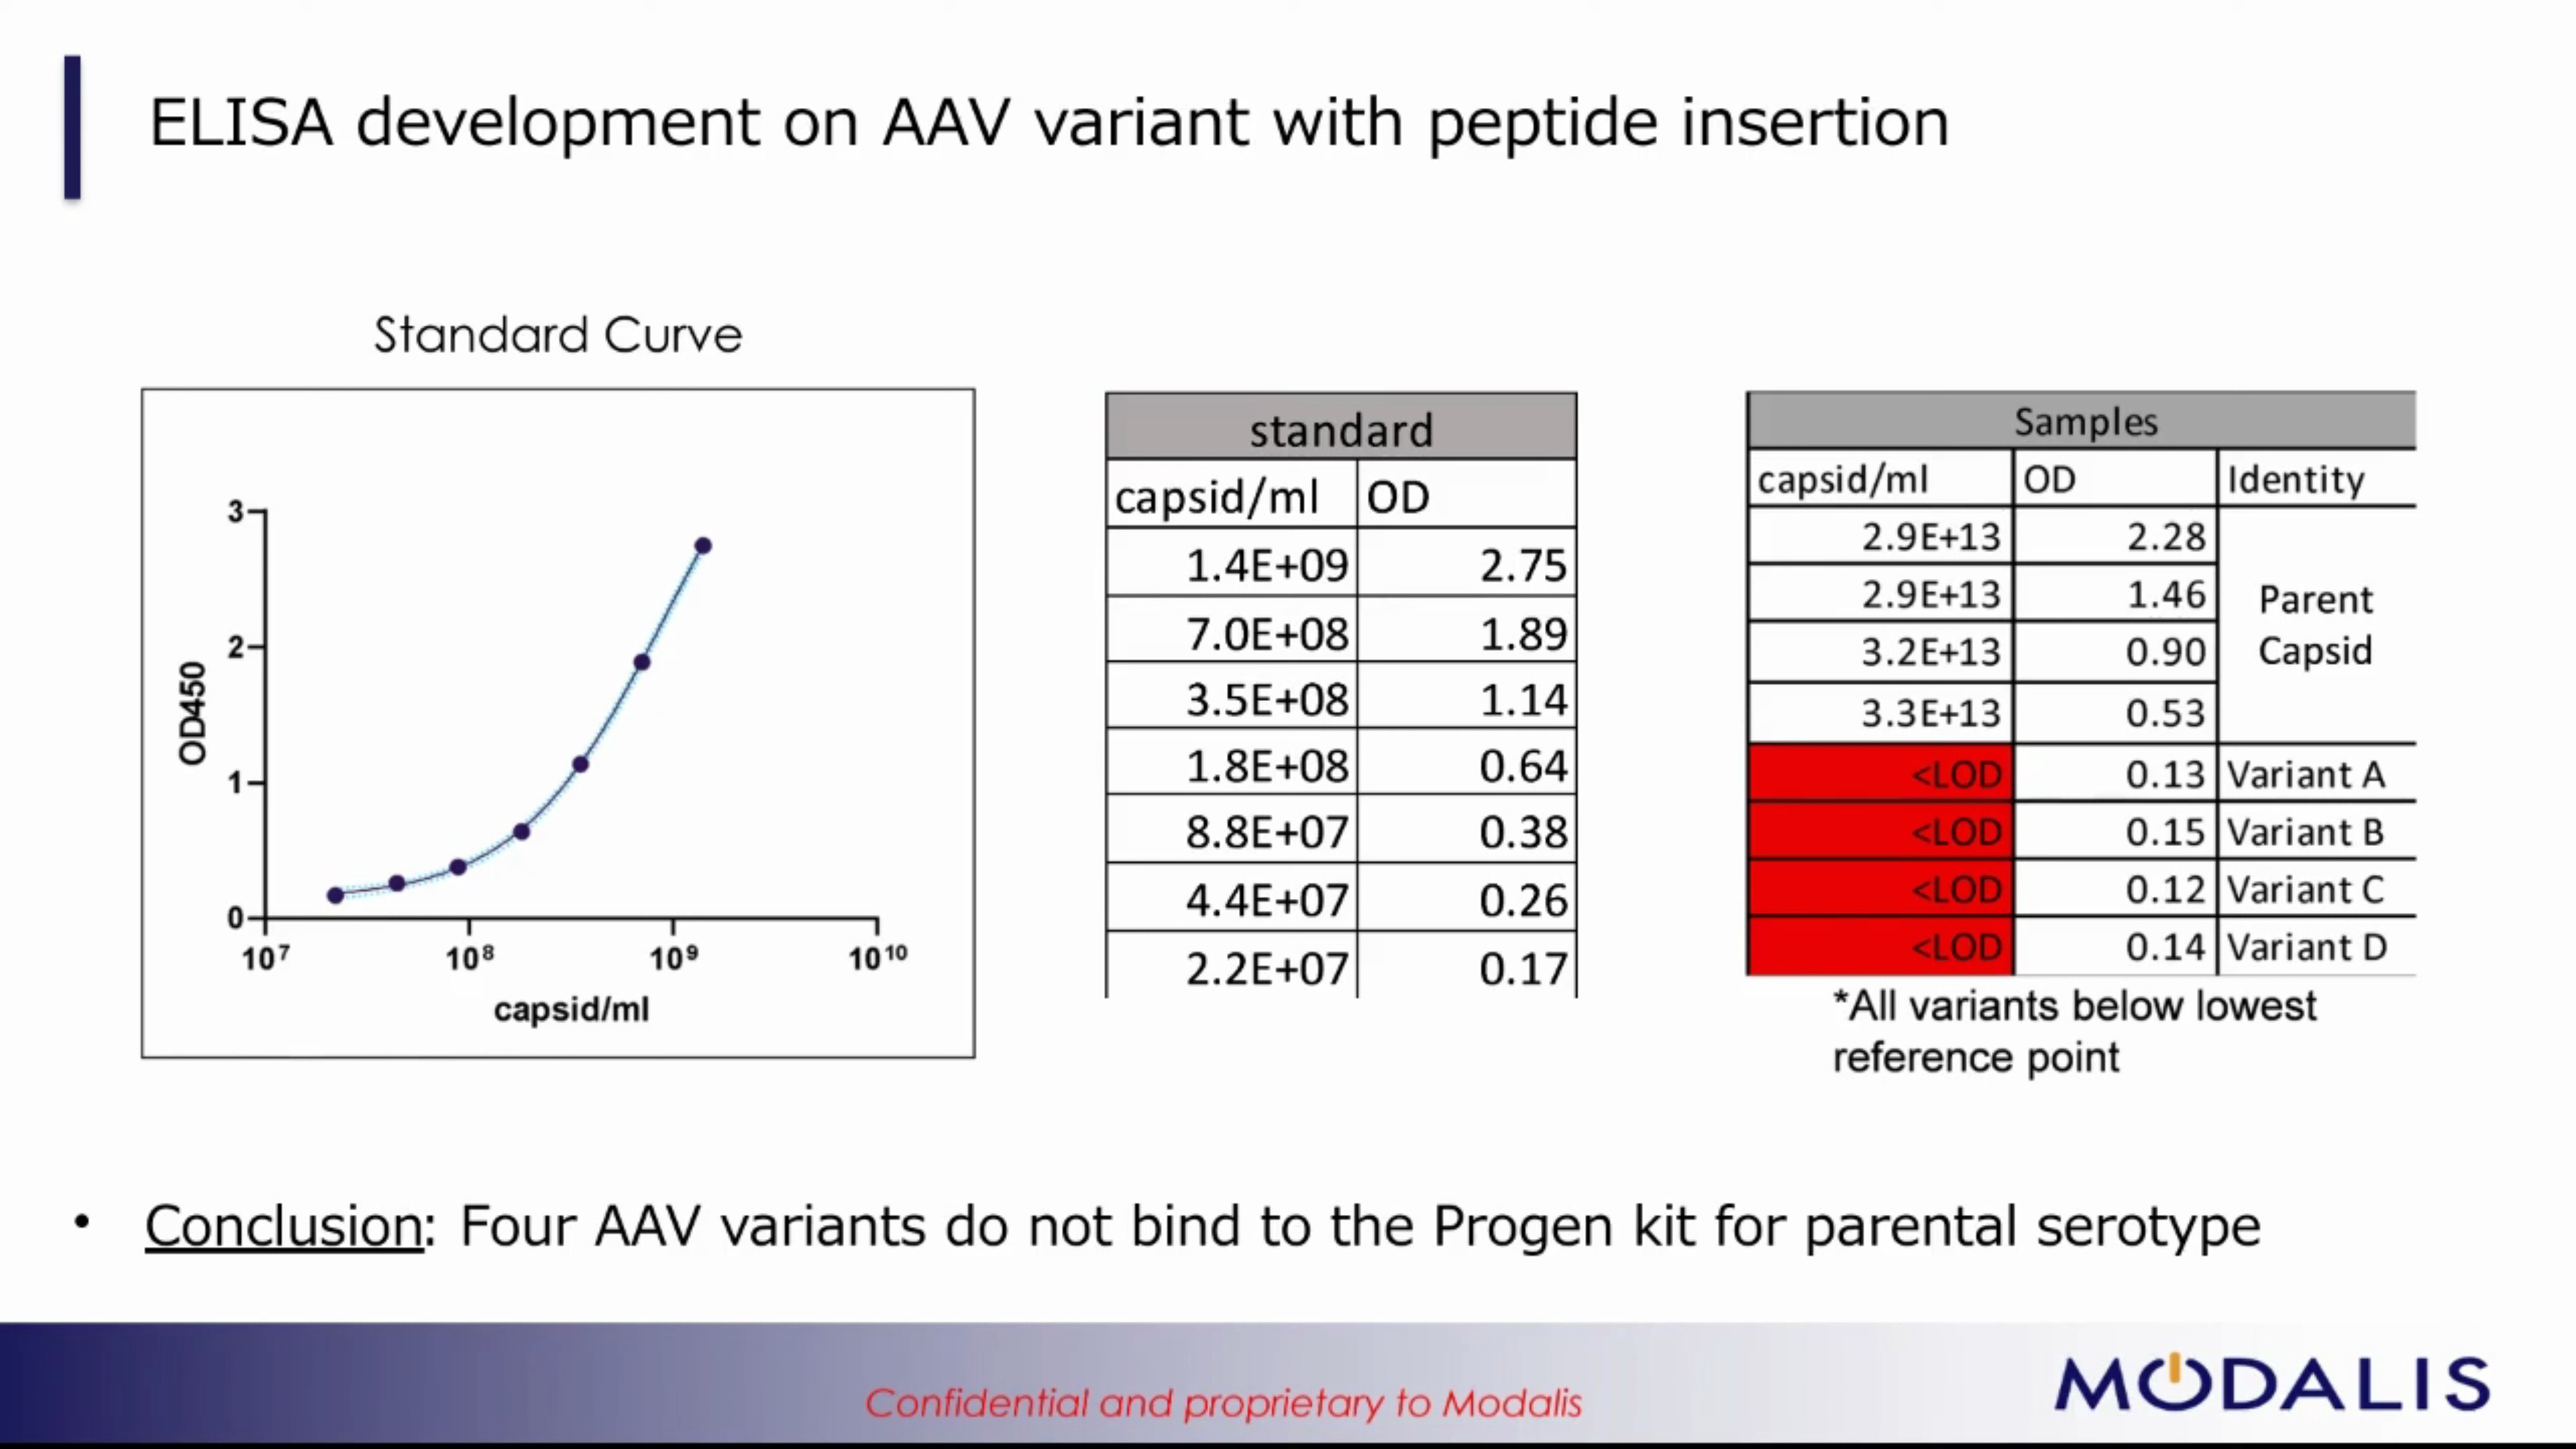 ELISA development on AAV variant with peptide insertion
Standard Curve
3
2
1
0
OD450
10⁷ 10⁸ 10⁹ 10¹⁰
capsid/ml
standard
capsid/ml OD
1.4E+09 2.75
7.0E+08 1.89
3.5E+08 1.14
1.8E+08 0.64
8.8E+07 0.38
4.4E+07 0.26
2.2E+07 0.17
Samples
capsid/ml OD Identity
2.9E+13 2.28
2.9E+13 1.46
3.2E+13 0.90
3.3E+13 0.53
Parent
Capsid
<LOD 0.13 Variant A
<LOD 0.15 Variant B
<LOD 0.12 Variant C
<LOD 0.14 Variant D
*All variants below lowest
reference point
• Conclusion: Four AAV variants do not bind to the Progen kit for parental serotype
Confidential and proprietary to Modalis
MODALIS